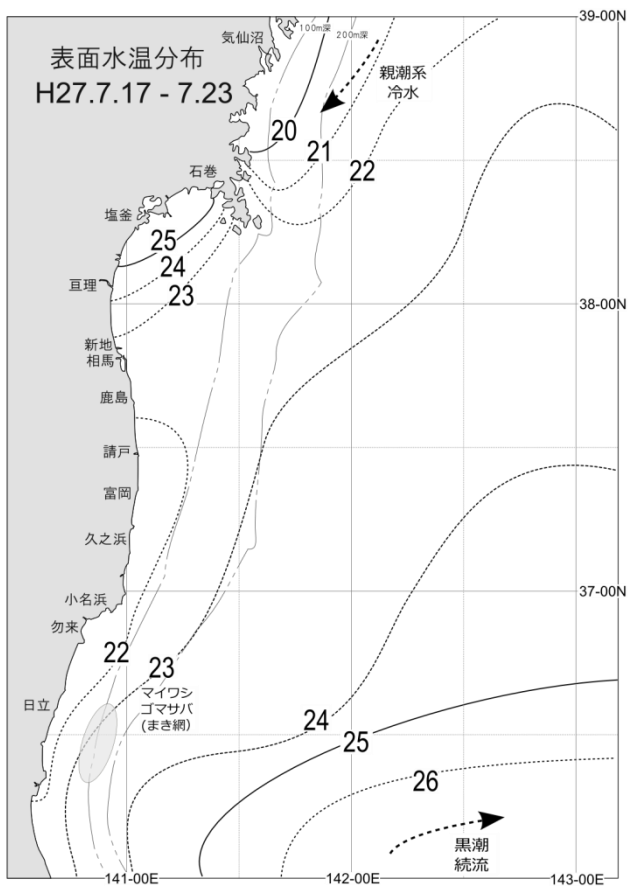 39-00N
気仙沼
100m深
200m深
表面水温分布
H27.7.17 - 7.23
親潮系
冷水
20
21
22
石巻
塩釜
25
24
23
亘理
38-00N
新地
相馬
鹿島
請戸
富岡
久之浜
37-00N
小名浜
勿来
22
23
マイワシ
ゴマサバ
(まき網)
日立
24
25
26
黒潮
続流
141-00E
142-00E
143-00E